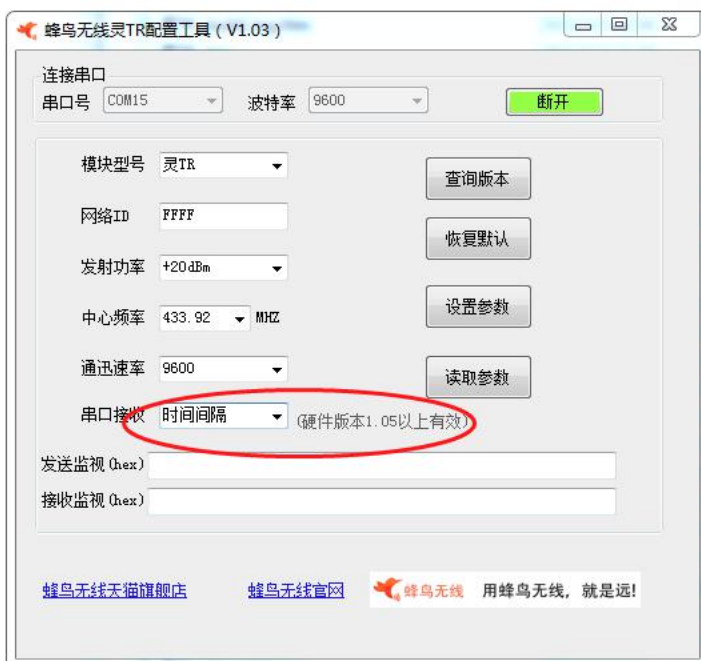 蜂鸟无线灵TR配置工具(V1.03)
连接串口
串口号 COM15 波特率 9600 断开
模块型号 灵TR 查询版本
网络ID FFFF
恢复默认
发射功率 +20dBm
中心频率 433.92 MHZ 设置参数
通迅速率 9600 读取参数
串口接收 时间间隔 (硬件版本1.05以上有效)
发送监视(hex)
接收监视(hex)
蜂鸟无线天猫旗舰店 蜂鸟无线官网 蜂鸟无线 用蜂鸟无线，就是远!